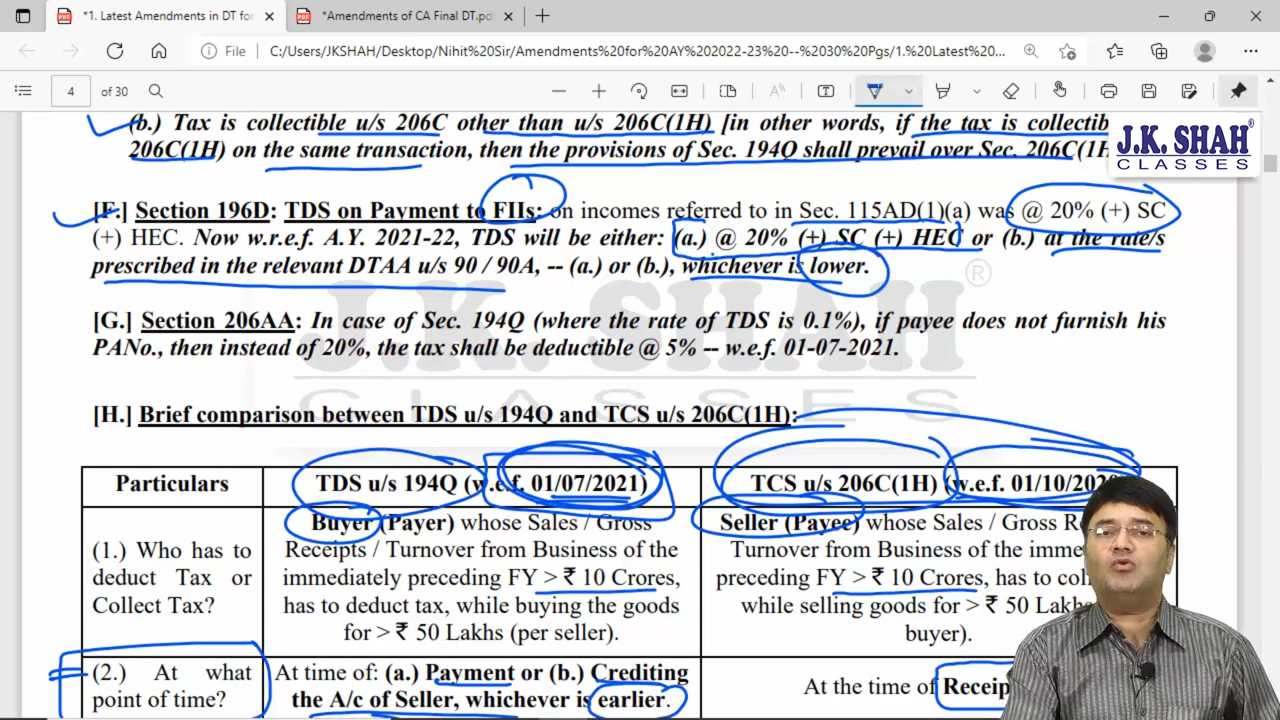 *1. Latest Amendments in DT for
*Amendments of CA Final DT.pd
File
C:/Users/JKSHAH/Desktop/Nihit%20Sir/Amendments%20for%20AY%202022-23%20--%2030%20Pgs/1.%20Latest%20...
4 of 30
(b.) Tax is collectible u/s 206C other than u/s 206C(1H) [in other words, if the tax is collectib
206C(1H) on the same transaction, then the provisions of Sec. 194Q shall prevail over Sec. 206C(1H
J.K. SHAH®
CLASSES
[F.] Section 196D: TDS on Payment to FIIs: on incomes referred to in Sec. 115AD(1)(a) was @ 20% (+) SC
(+) HEC. Now w.r.e.f. A.Y. 2021-22, TDS will be either: (a.) @ 20% (+) SC (+) HEC or (b.) at the rate/s
prescribed in the relevant DTAA u/s 90 / 90A, -- (a.) or (b.), whichever is lower.
[G.] Section 206AA: In case of Sec. 194Q (where the rate of TDS is 0.1%), if payee does not furnish his
PANo., then instead of 20%, the tax shall be deductible @ 5% -- w.e.f. 01-07-2021.
J.K. SHAH®
CLASSES
[H.] Brief comparison between TDS u/s 194Q and TCS u/s 206C(1H):
Particulars
TDS u/s 194Q (w.e.f. 01/07/2021)
TCS u/s 206C(1H) (w.e.f. 01/10/2020
(1.) Who has to
deduct Tax or
Collect Tax?
Buyer (Payer) whose Sales / Gross
Receipts / Turnover from Business of the
immediately preceding FY > ₹ 10 Crores,
has to deduct tax, while buying the goods
for > ₹ 50 Lakhs (per seller).
Seller (Payee) whose Sales / Gross Re
Turnover from Business of the imme
preceding FY > ₹ 10 Crores, has to col
while selling goods for > ₹ 50 Lakhs
buyer).
(2.) At what
point of time?
At time of: (a.) Payment or (b.) Crediting
the A/c of Seller, whichever is earlier.
At the time of Receip